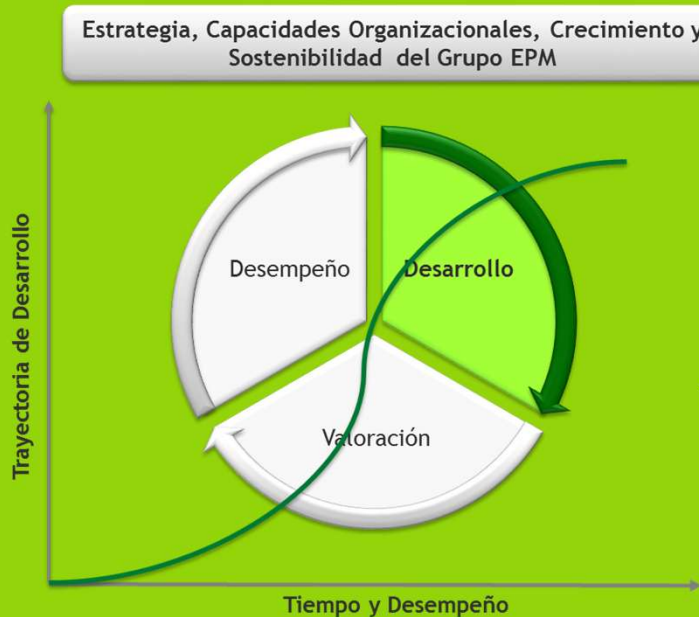 Estrategia, Capacidades Organizacionales, Crecimiento y
Sostenibilidad del Grupo EPM
Trayectoria de Desarrollo
Desempeño
Desarrollo
Valoración
Tiempo y Desempeño